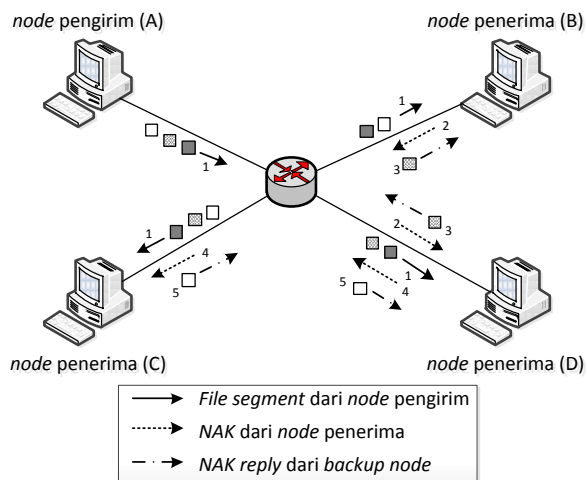 node pengirim (A)
node penerima (B)
1
1
2
3
2
3
1
4
5
1
4
5
node penerima (C)
node penerima (D)
File segment dari node pengirim
NAK dari node penerima
NAK reply dari backup node